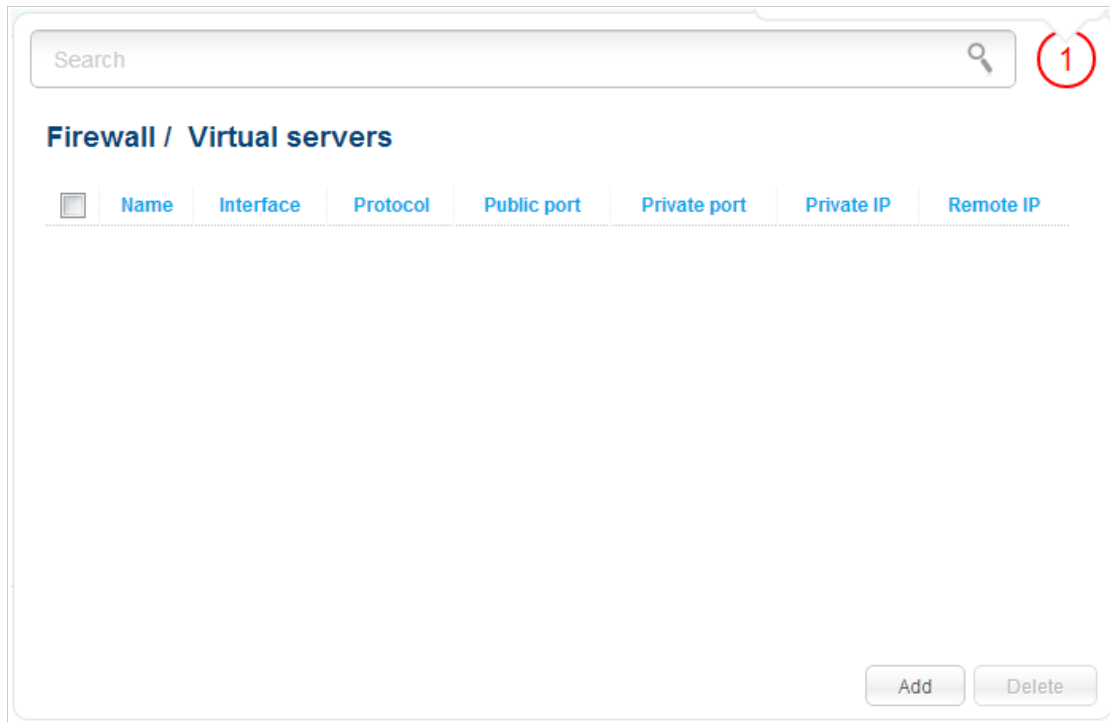 Search
1
Firewall / Virtual servers
Name Interface Protocol Public port Private port Private IP Remote IP
Add Delete